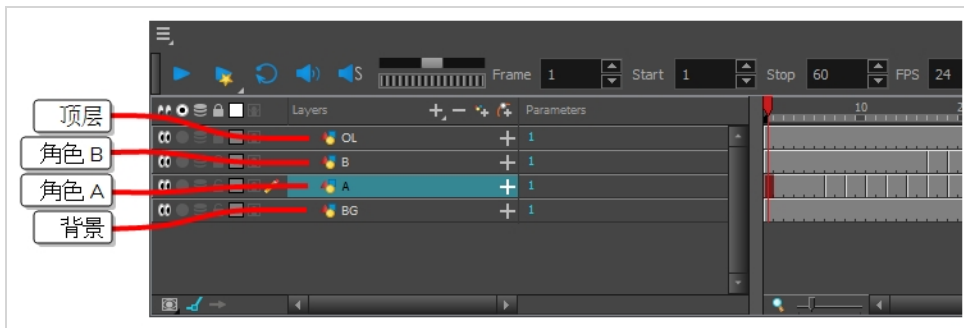 Frame 1 Start 1 Stop 60 FPS 24
Layers Parameters 10
顶层 OL 1
角色 B B 1
角色 A A 1
背景 BG 1